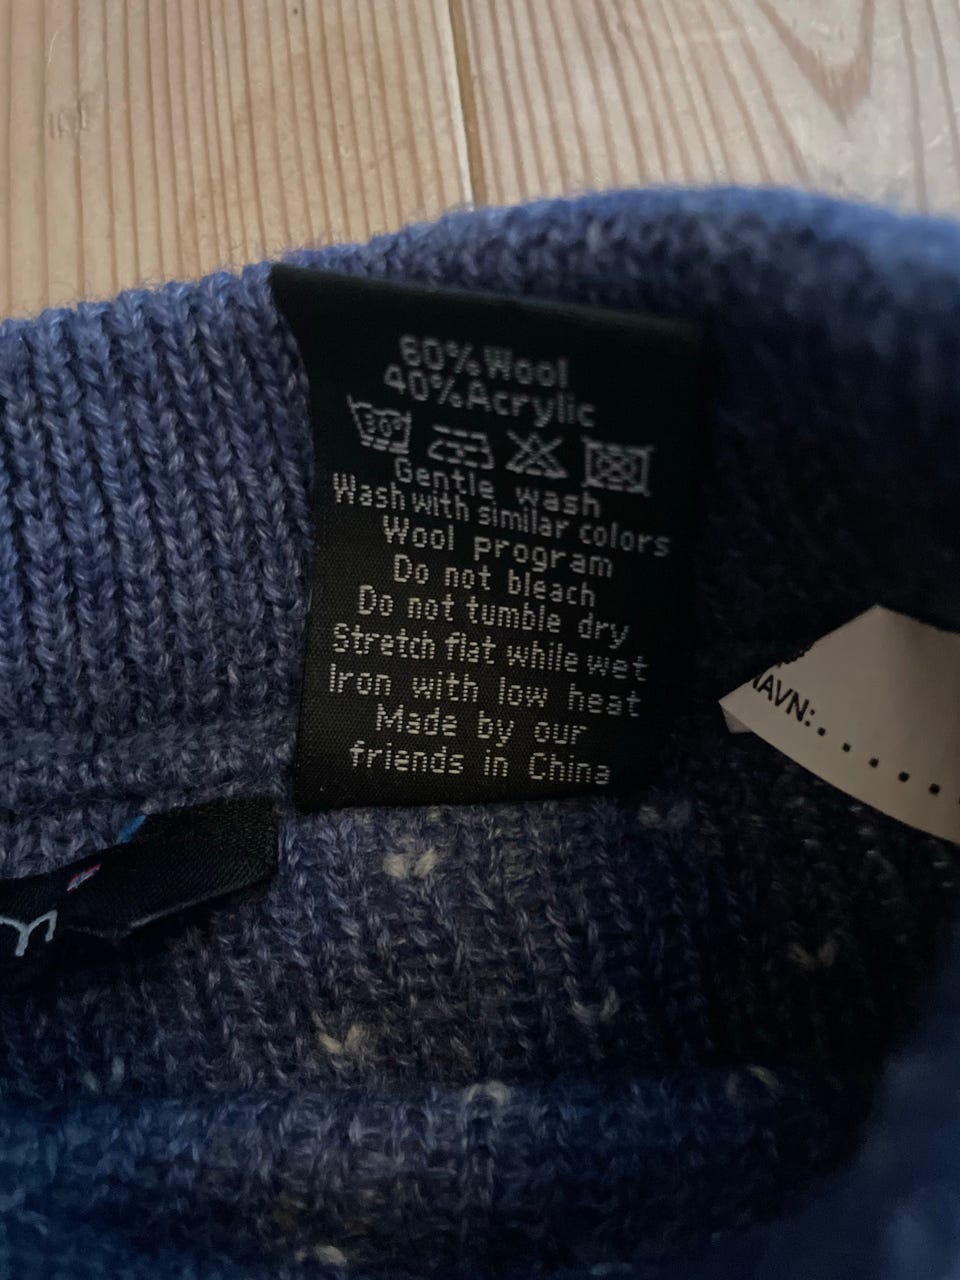 60%Wool
40%Acrylic
30°
Gentle wash
Wash with similar colors
Wool program
Do not bleach
Do not tumble dry
Stretch flat while wet
Iron with low heat
Made by our
friends in China
NAVN:.....
m